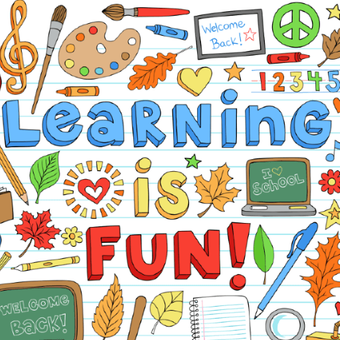 Welcome
Back!
12345
LeaRNiNG
iS
I ♡
SCHOOL
FUN!
WELCOME
BACK!